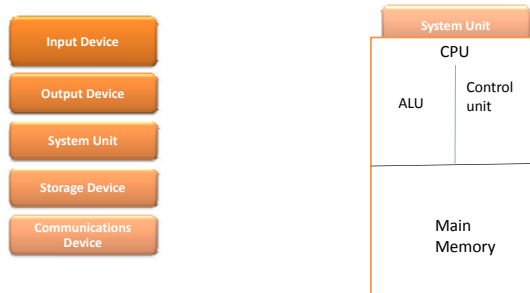 Input Device
Output Device
System Unit
Storage Device
Communications
Device
System Unit
CPU
ALU
Control
unit
Main
Memory